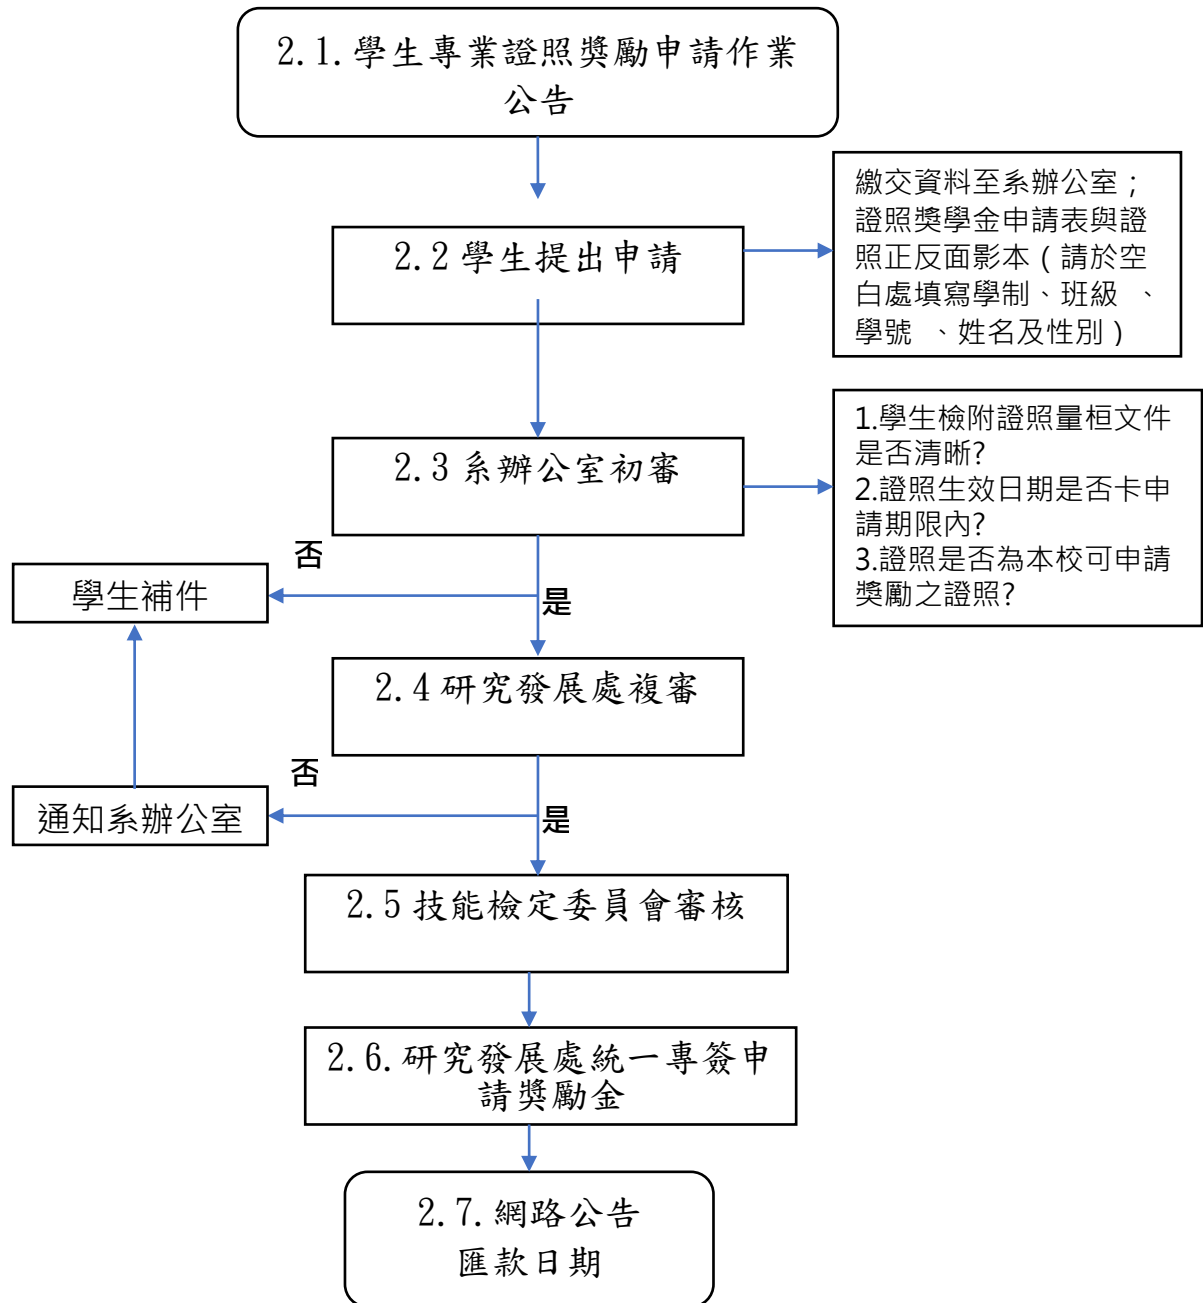 2.1.學生專業證照獎勵申請作業
公告
繳交資料至系辦公室；
證照獎學金申請表與證
照正反面影本（請於空
白處填寫學制、班級 、
學號 、姓名及性別）
2.2學生提出申請
1.學生檢附證照量桓文件
是否清晰?
2.證照生效日期是否卡申
請期限內?
3.證照是否為本校可申請
獎勵之證照?
2.3系辦公室初審
否
學生補件
是
2.4研究發展處複審
否
通知系辦公室
是
2.5技能檢定委員會審核
2.6.研究發展處統一專簽申
請獎勵金
2.7.網路公告
匯款日期